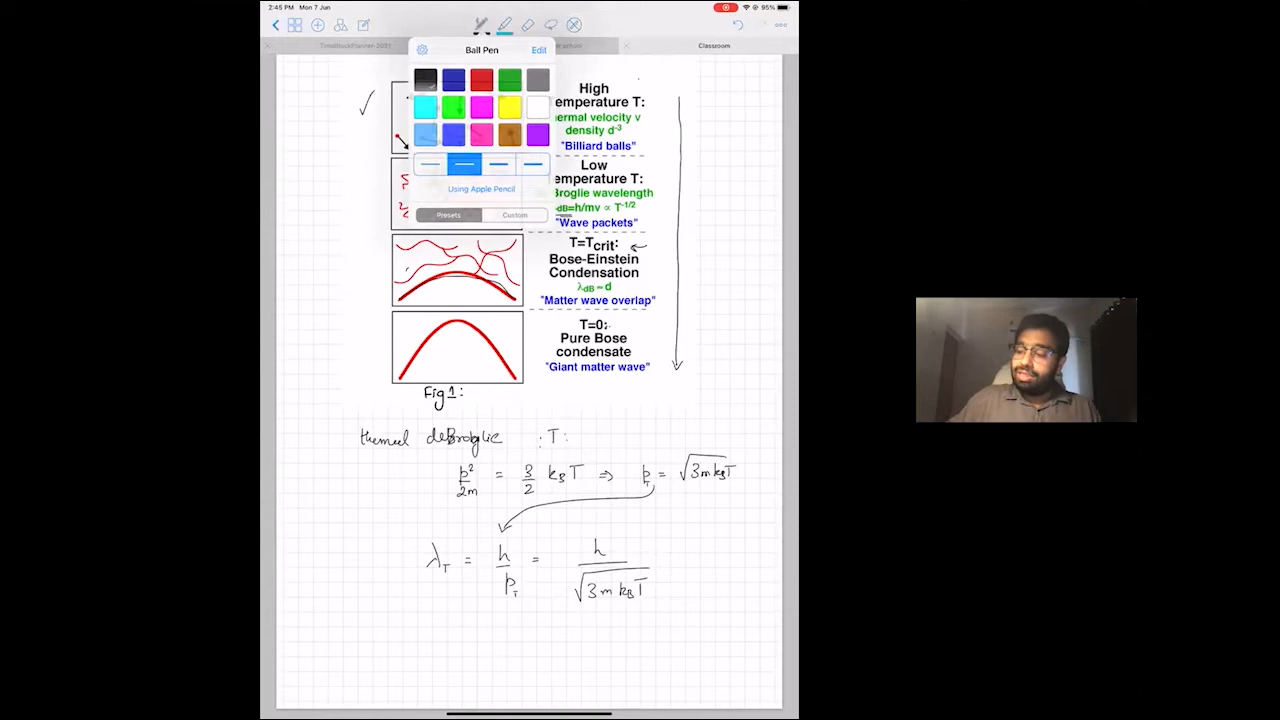 2:45 PM Mon 7 Jun
95%
Classroom
Ball Pen
Edit
Using Apple Pencil
Presets
Custom
High
emperature T:
ermal velocity v
density d⁻³
"Billiard balls"
Low
emperature T:
Broglie wavelength
dB=h/mv ∝ T⁻¹/²
"Wave packets"
T=Tcrit:
Bose-Einstein
Condensation
λdB ≈ d
"Matter wave overlap"
T=0:
Pure Bose
condensate
"Giant matter wave"
Fig 1:
thermal deBroglie : T :
p²/2m = 3/2 kBT ⇒ pT = √3mkBT
λT = h/pT = h/√3mkBT